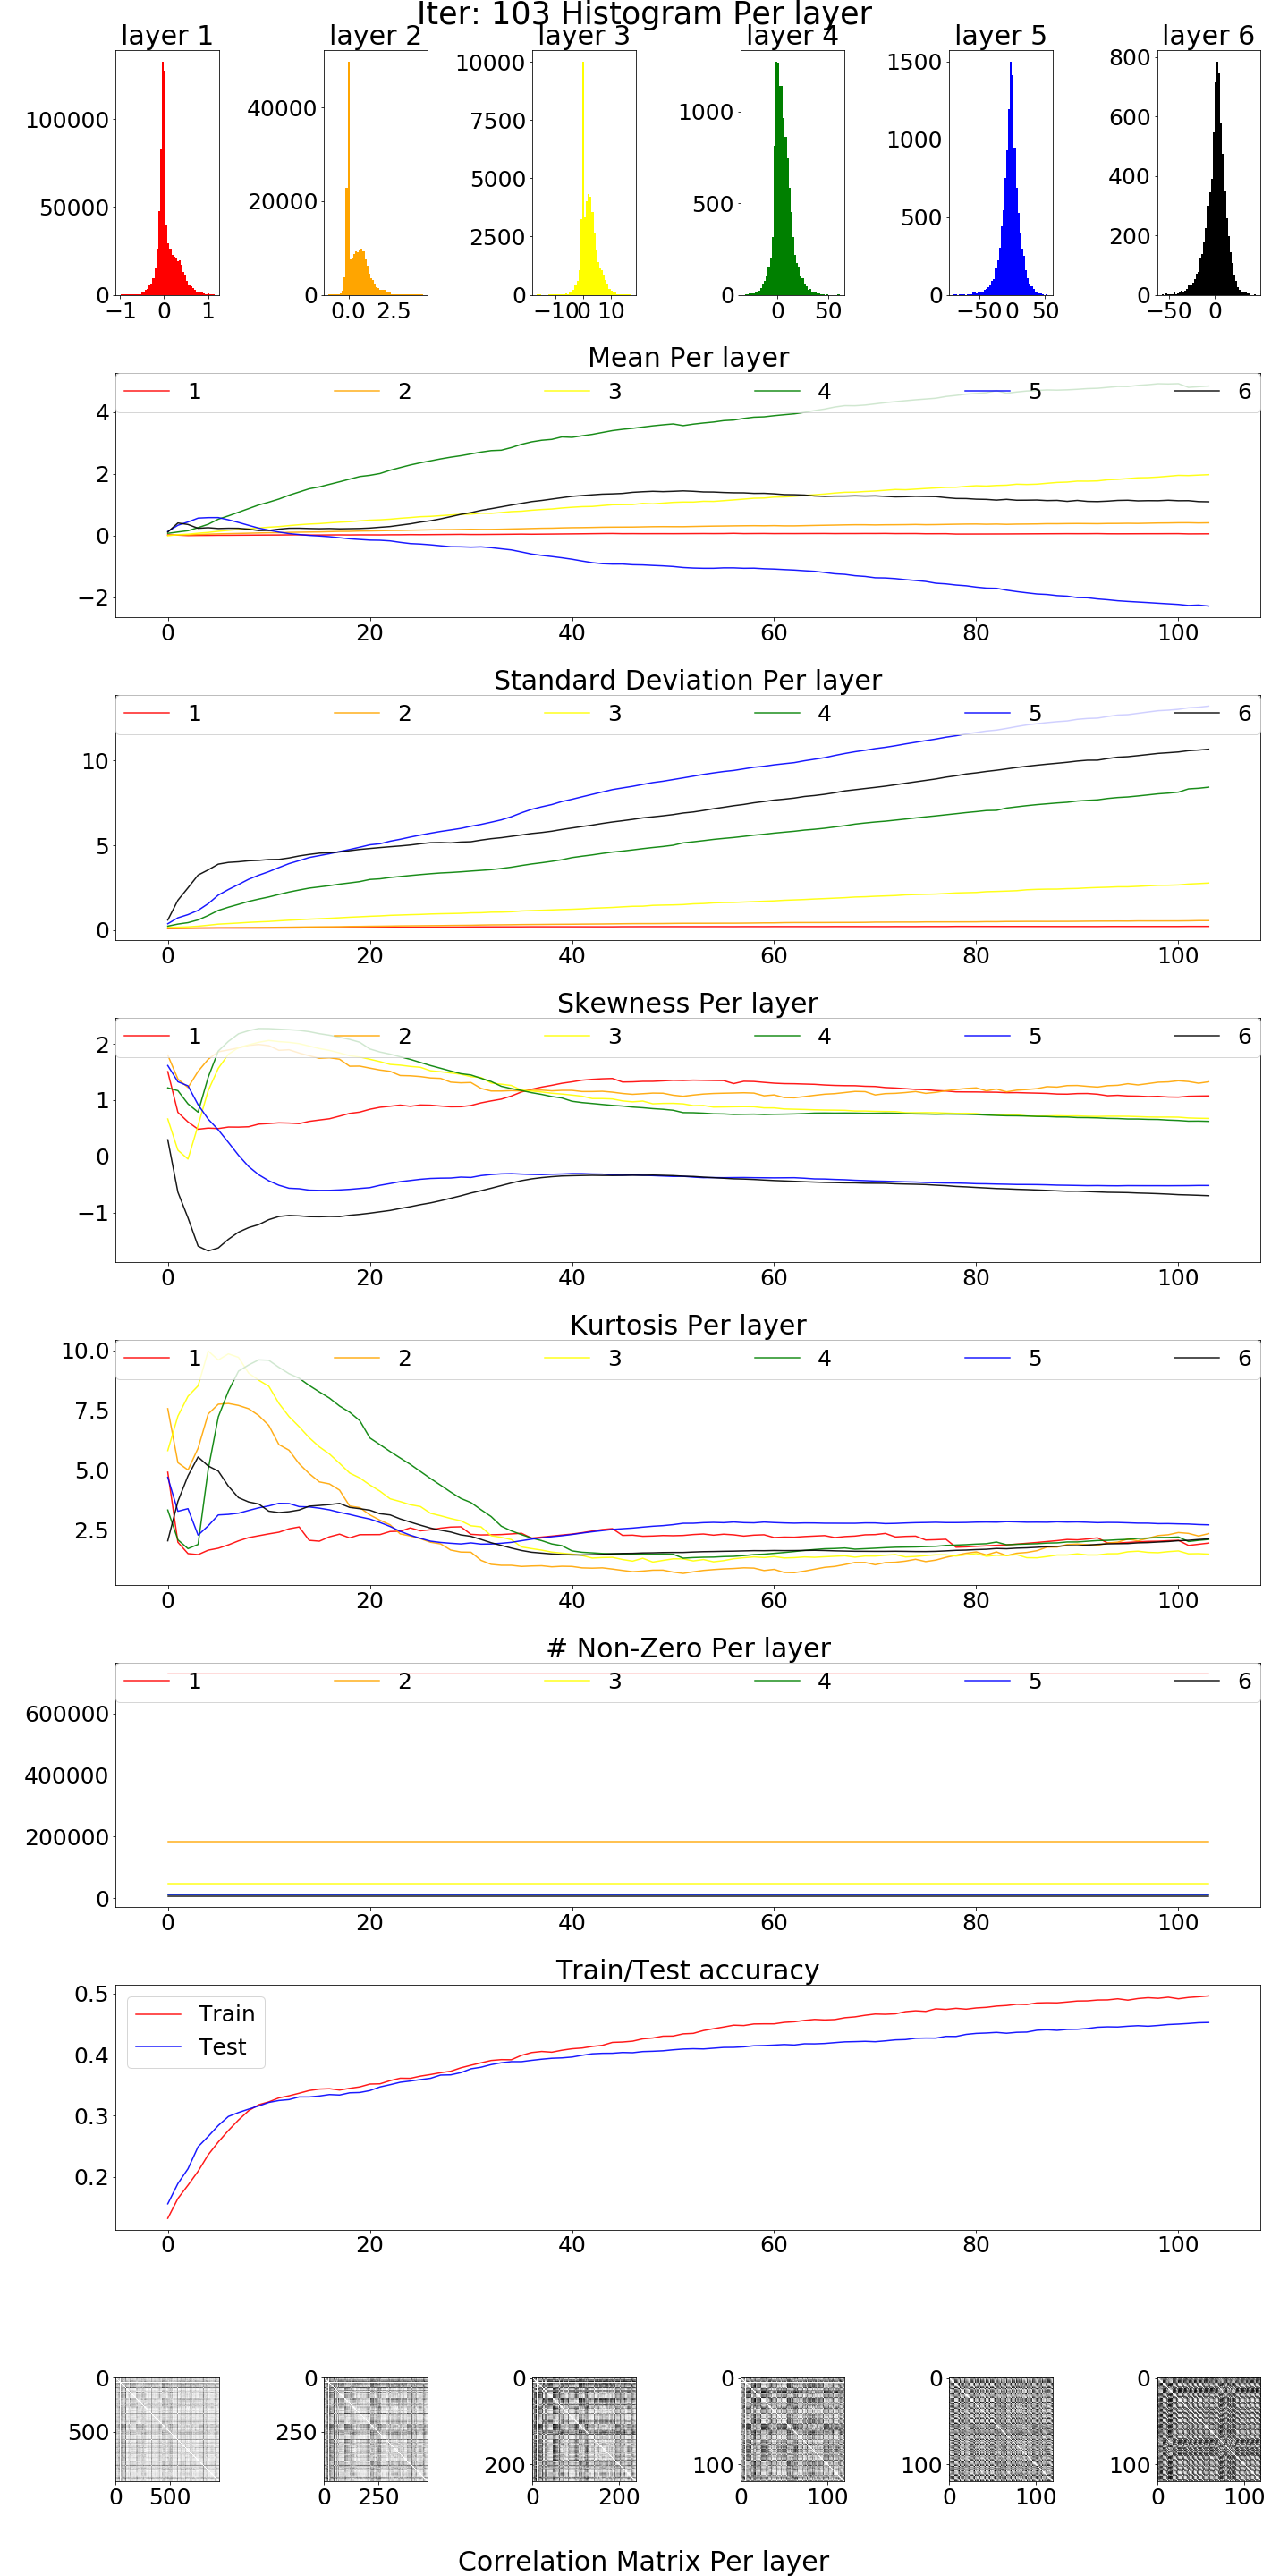 Iter: 103 Histogram Per layer
layer 1 layer 2 layer 3 layer 4 layer 5 layer 6
100000 50000 0 −1 0 1
40000 20000 0 0.0 2.5
10000 7500 5000 2500 0 −10 0 10
1000 500 0 0 50
1500 1000 500 0 −50 0 50
800 600 400 200 0 −50 0
Mean Per layer
1 2 3 4 5 6
4
2
0
−2
0 20 40 60 80 100
Standard Deviation Per layer
1 2 3 4 5 6
10
5
0
0 20 40 60 80 100
Skewness Per layer
1 2 3 4 5 6
2
1
0
−1
0 20 40 60 80 100
Kurtosis Per layer
1 2 3 4 5 6
10.0
7.5
5.0
2.5
0 20 40 60 80 100
# Non-Zero Per layer
1 2 3 4 5 6
600000
400000
200000
0
0 20 40 60 80 100
Train/Test accuracy
0.5
Train
Test
0.4
0.3
0.2
0 20 40 60 80 100
0 500 0 500
0 250 0 250
0 200 0 200
0 100 0 100
0 100 0 100
0 100 0 100
Correlation Matrix Per layer